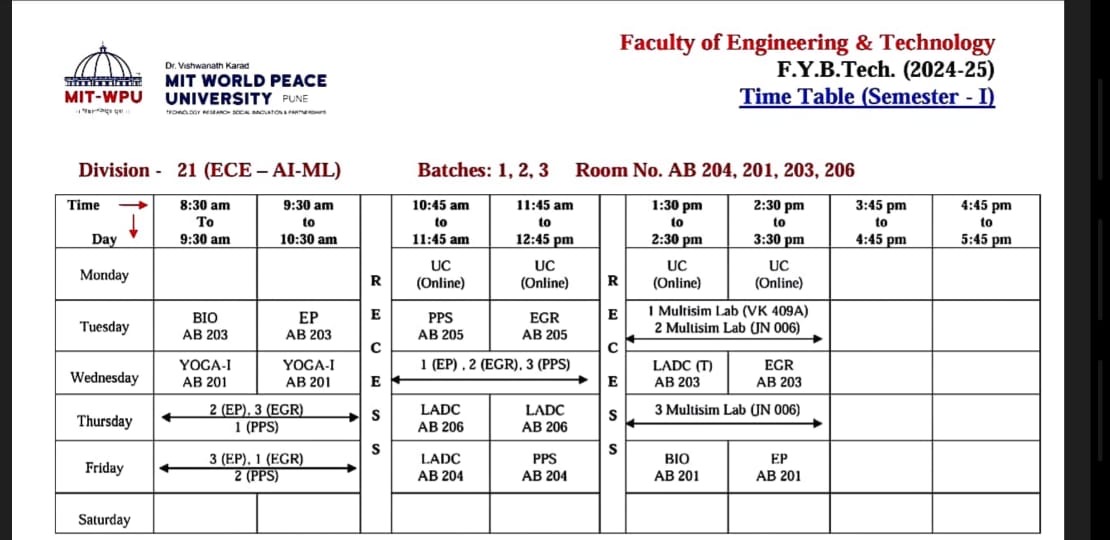 Faculty of Engineering & Technology
F.Y.B.Tech. (2024-25)
Time Table (Semester - I)
Dr. Vishwanath Karad
MIT WORLD PEACE
UNIVERSITY PUNE
TECHNOLOGY RESEARCH SOCIAL INNOVATION & PARTNERSHIPS
MIT-WPU
Division - 21 (ECE – AI-ML) Batches: 1, 2, 3 Room No. AB 204, 201, 203, 206
Time Day 8:30 am To 9:30 am 9:30 am to 10:30 am 10:45 am to 11:45 am 11:45 am to 12:45 pm 1:30 pm to 2:30 pm 2:30 pm to 3:30 pm 3:45 pm to 4:45 pm 4:45 pm to 5:45 pm
RECESS
RECESS
Monday UC (Online) UC (Online) UC (Online) UC (Online)
Tuesday BIO AB 203 EP AB 203 PPS AB 205 EGR AB 205 1 Multisim Lab (VK 409A) 2 Multisim Lab (JN 006)
Wednesday YOGA-I AB 201 YOGA-I AB 201 1 (EP) , 2 (EGR), 3 (PPS) LADC (T) AB 203 EGR AB 203
Thursday 2 (EP), 3 (EGR) 1 (PPS) LADC AB 206 LADC AB 206 3 Multisim Lab (JN 006)
Friday 3 (EP), 1 (EGR) 2 (PPS) LADC AB 204 PPS AB 204 BIO AB 201 EP AB 201
Saturday